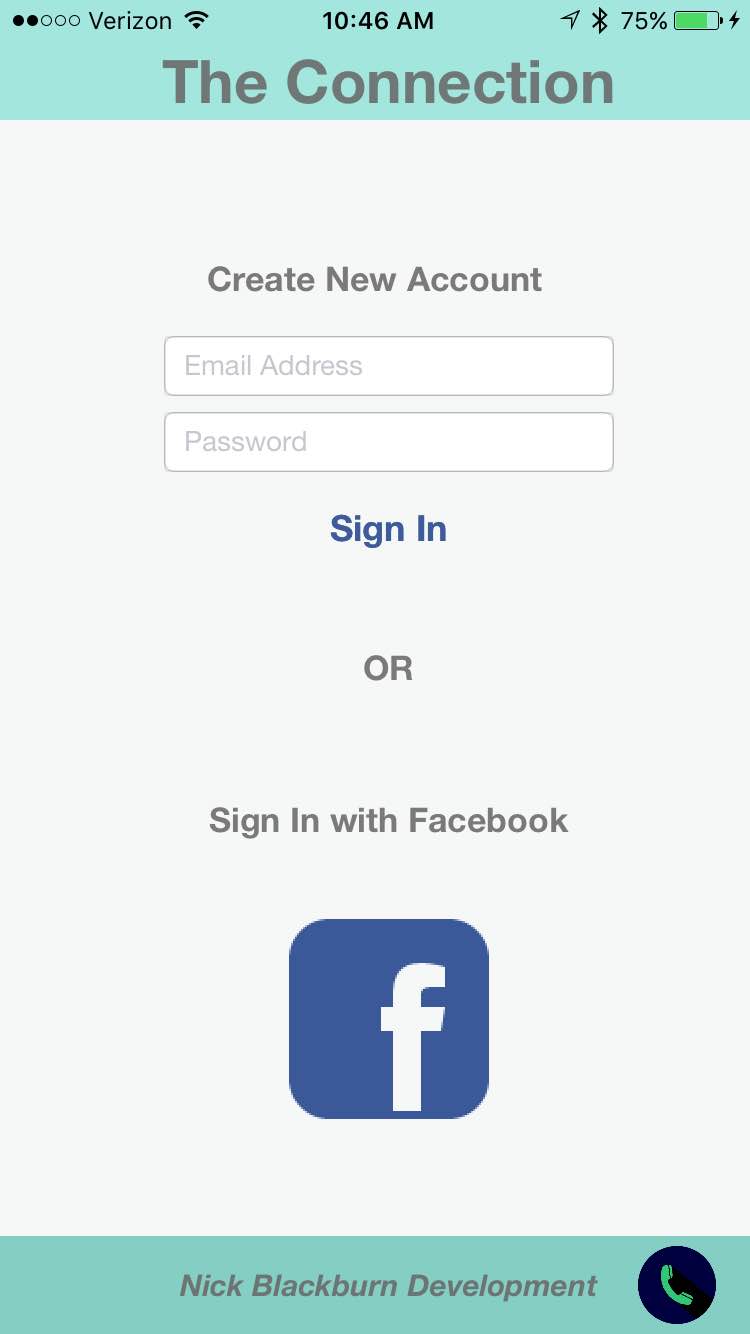 Verizon 10:46 AM 75%
The Connection
Create New Account
Email Address
Password
Sign In
OR
Sign In with Facebook
f
Nick Blackburn Development